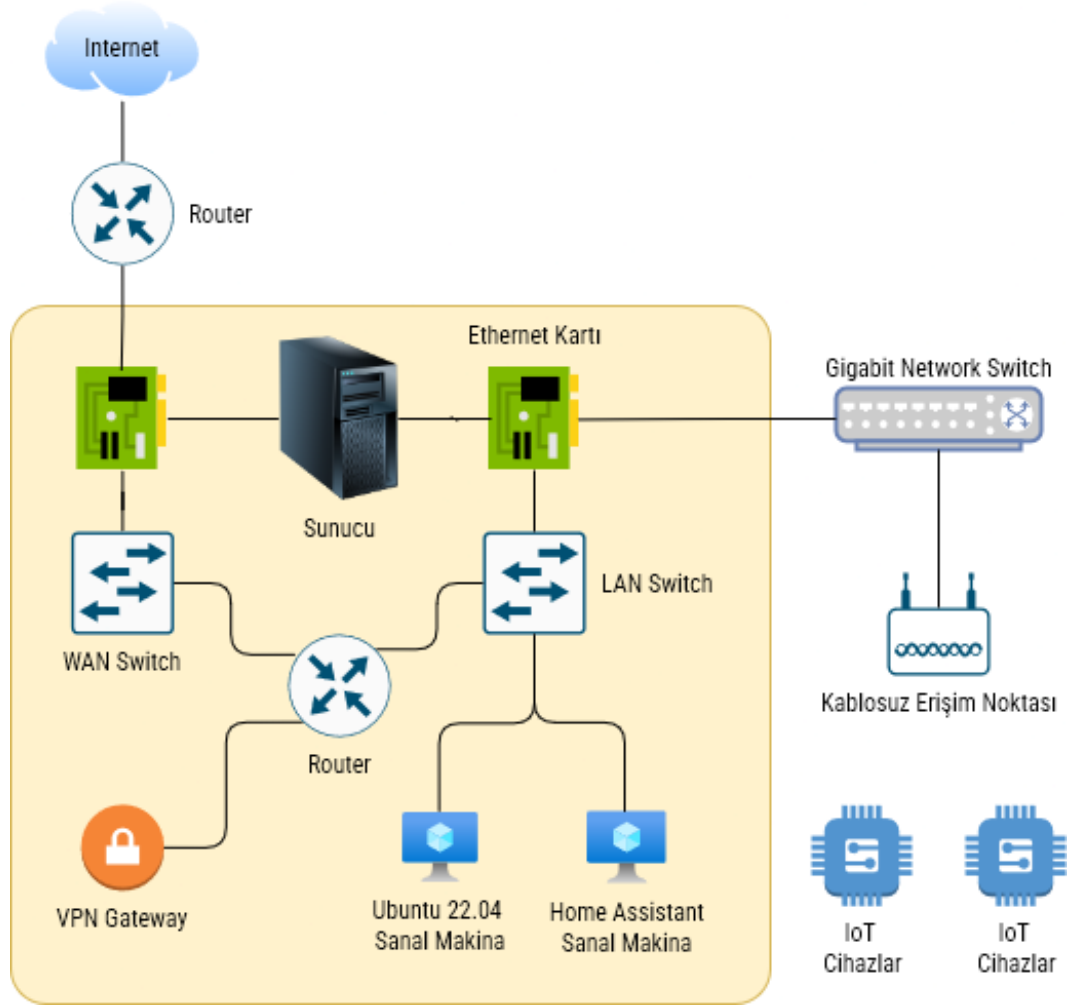 Internet
Router
Ethernet Kartı
Gigabit Network Switch
Sunucu
LAN Switch
WAN Switch
Kablosuz Erişim Noktası
Router
VPN Gateway
Ubuntu 22.04
Sanal Makina
Home Assistant
Sanal Makina
IoT
Cihazlar
IoT
Cihazlar